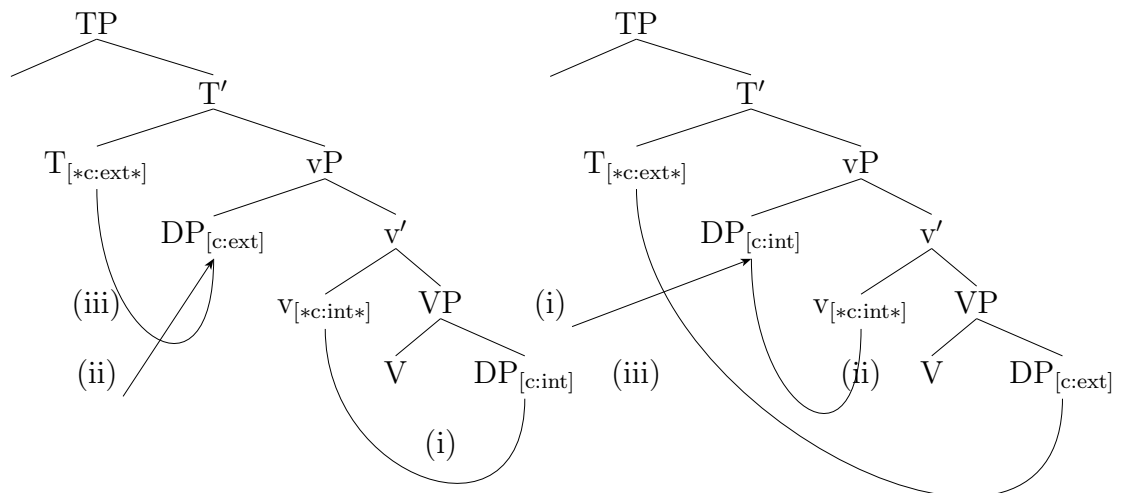 TP TP
T′ T′
T[∗c:ext∗] vP T[∗c:ext∗] vP
DP[c:ext] v′ DP[c:int] v′
(iii) v[∗c:int∗] VP (i) v[∗c:int∗] VP
(ii) V DP[c:int] (iii) (ii) V DP[c:ext]
(i)